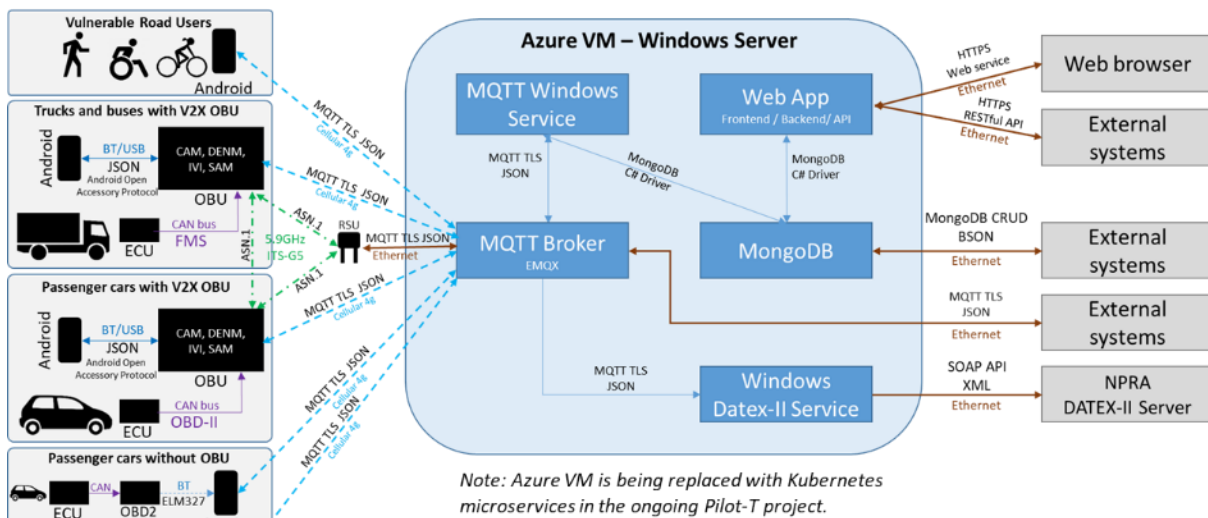 Vulnerable Road Users
Android
Trucks and buses with V2X OBU
Android
BT/USB
JSON
Android Open
Accessory Protocol
CAM, DENM,
IVI, SAM
OBU
CAN bus
FMS
ECU
ASN.1
5.9GHz
ITS-G5
ASN.1
ASN.1
RSU
Passenger cars with V2X OBU
Android
BT/USB
JSON
Android Open
Accessory Protocol
CAM, DENM,
IVI, SAM
OBU
CAN bus
OBD-II
ECU
Passenger cars without OBU
CAN
BT
ELM327
ECU
OBD2
MQTT TLS JSON
Cellular 4g
MQTT TLS JSON
Cellular 4g
MQTT TLS JSON
Ethernet
MQTT TLS JSON
Cellular 4g
MQTT TLS JSON
Cellular 4g
MQTT TLS JSON
Cellular 4g
Azure VM – Windows Server
MQTT Windows
Service
Web App
Frontend / Backend/ API
MQTT TLS
JSON
MongoDB
C# Driver
MongoDB
C# Driver
MQTT Broker
EMQX
MongoDB
MQTT TLS
JSON
Windows
Datex-II Service
HTTPS
Web service
Ethernet
HTTPS
RESTful API
Ethernet
MongoDB CRUD
BSON
Ethernet
MQTT TLS
JSON
Ethernet
SOAP API
XML
Ethernet
Web browser
External
systems
External
systems
External
systems
NPRA
DATEX-II Server
Note: Azure VM is being replaced with Kubernetes
microservices in the ongoing Pilot-T project.